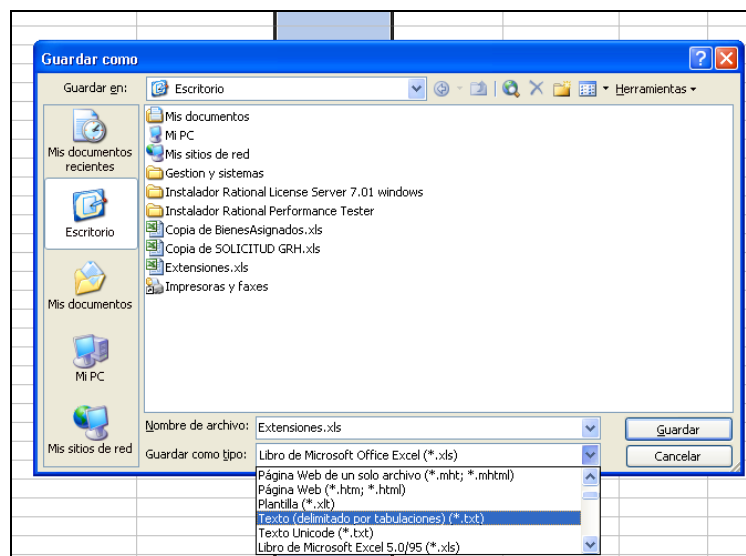 Guardar como
Guardar en: Escritorio Herramientas
Mis documentos
Mi PC
Mis sitios de red
Gestion y sistemas
Instalador Rational License Server 7.01 windows
Instalador Rational Performance Tester
Copia de BienesAsignados.xls
Copia de SOLICITUD GRH.xls
Extensiones.xls
Impresoras y faxes
Mis documentos
recientes
Escritorio
Mis documentos
Mi PC
Mis sitios de red
Nombre de archivo: Extensiones.xls Guardar
Guardar como tipo: Libro de Microsoft Office Excel (*.xls) Cancelar
Página Web de un solo archivo (*.mht; *.mhtml)
Página Web (*.htm; *.html)
Plantilla (*.xlt)
Texto (delimitado por tabulaciones) (*.txt)
Texto Unicode (*.txt)
Libro de Microsoft Excel 5.0/95 (*.xls)